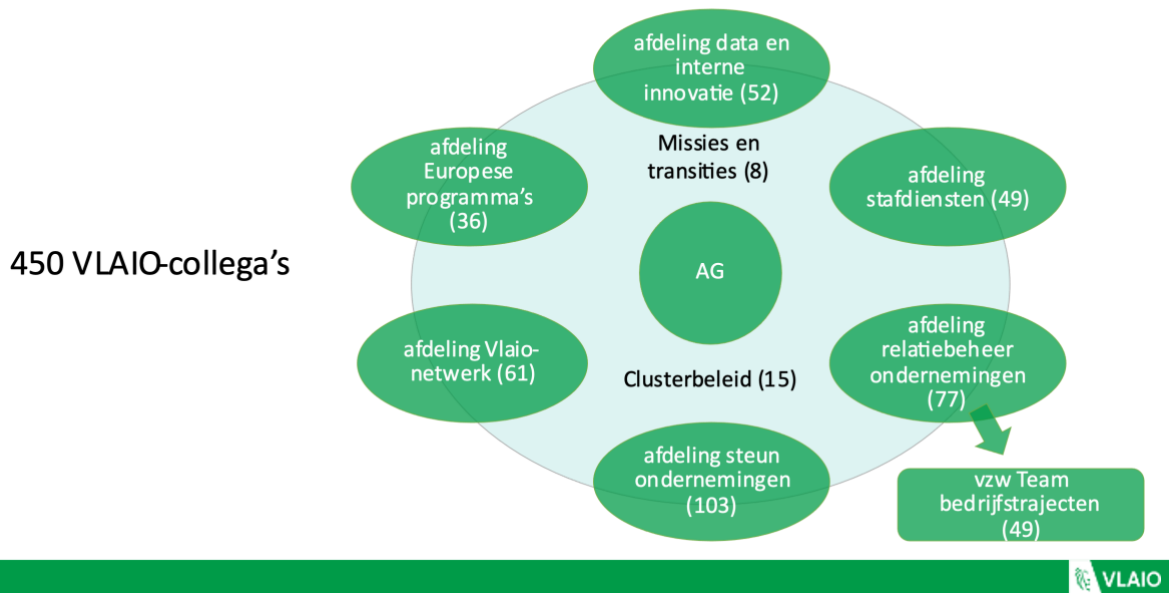 afdeling data en
interne
innovatie (52)
Missies en
transities (8)
afdeling
Europese
programma's
(36)
afdeling
stafdiensten (49)
450 VLAIO-collega's
AG
afdeling Vlaio-
netwerk (61)
afdeling
relatiebeheer
ondernemingen
(77)
Clusterbeleid (15)
afdeling steun
ondernemingen
(103)
vzw Team
bedrijfstrajecten
(49)
VLAIO